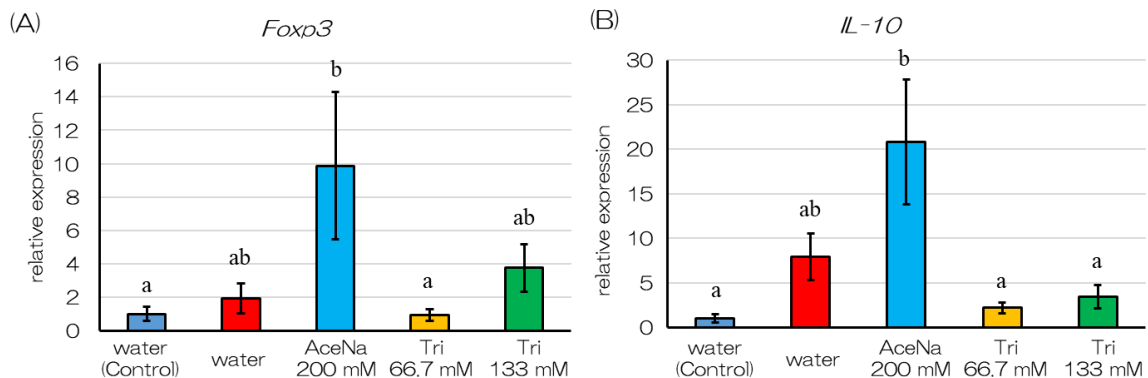 (A)
Foxp3
relative expression
16
14
12
10
8
6
4
2
0
a
ab
b
a
ab
water
(Control)
water
AceNa
200 mM
Tri
66.7 mM
Tri
133 mM
(B)
IL-10
relative expression
30
25
20
15
10
5
0
a
ab
b
a
a
water
(Control)
water
AceNa
200 mM
Tri
66.7 mM
Tri
133 mM